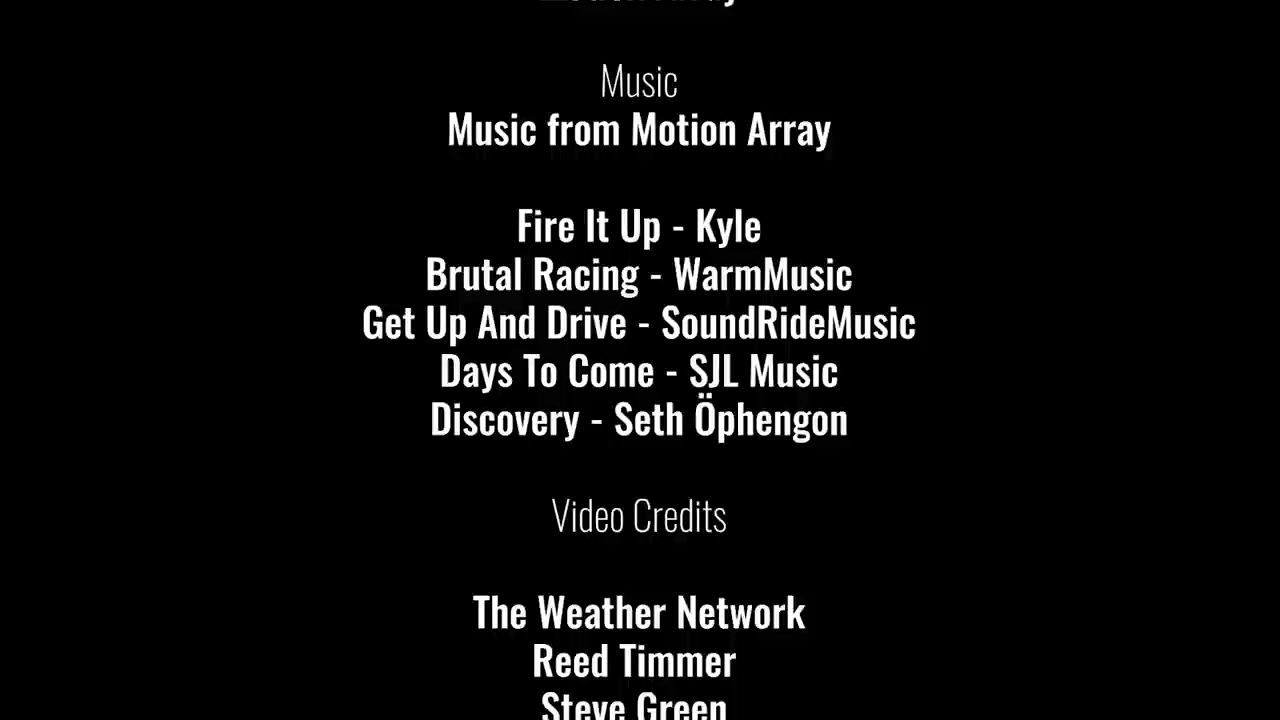 Music
Music from Motion Array
Fire It Up - Kyle
Brutal Racing - WarmMusic
Get Up And Drive - SoundRideMusic
Days To Come - SJL Music
Discovery - Seth Öphengon
Video Credits
The Weather Network
Reed Timmer
Steve Green